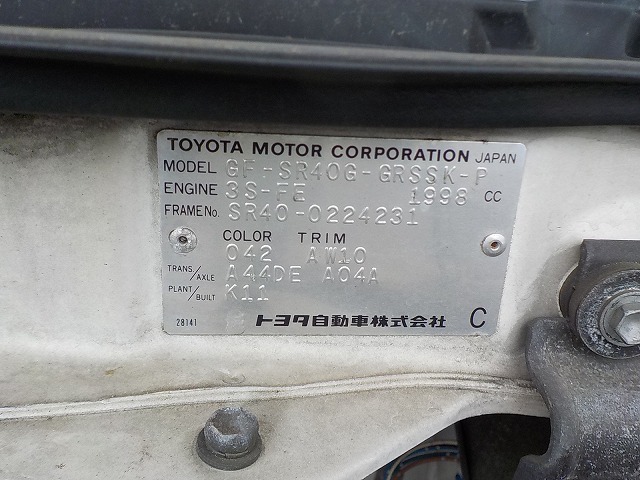 TOYOTA MOTOR CORPORATION JAPAN
MODEL GF-SR40G-GRSSK-P
ENGINE 3S-FE 1998 CC
FRAME No. SR40-0224231
COLOR TRIM
042 AW10
TRANS./AXLE A44DE A04A
PLANT/BUILT K11
28141 トヨタ自動車株式会社 C